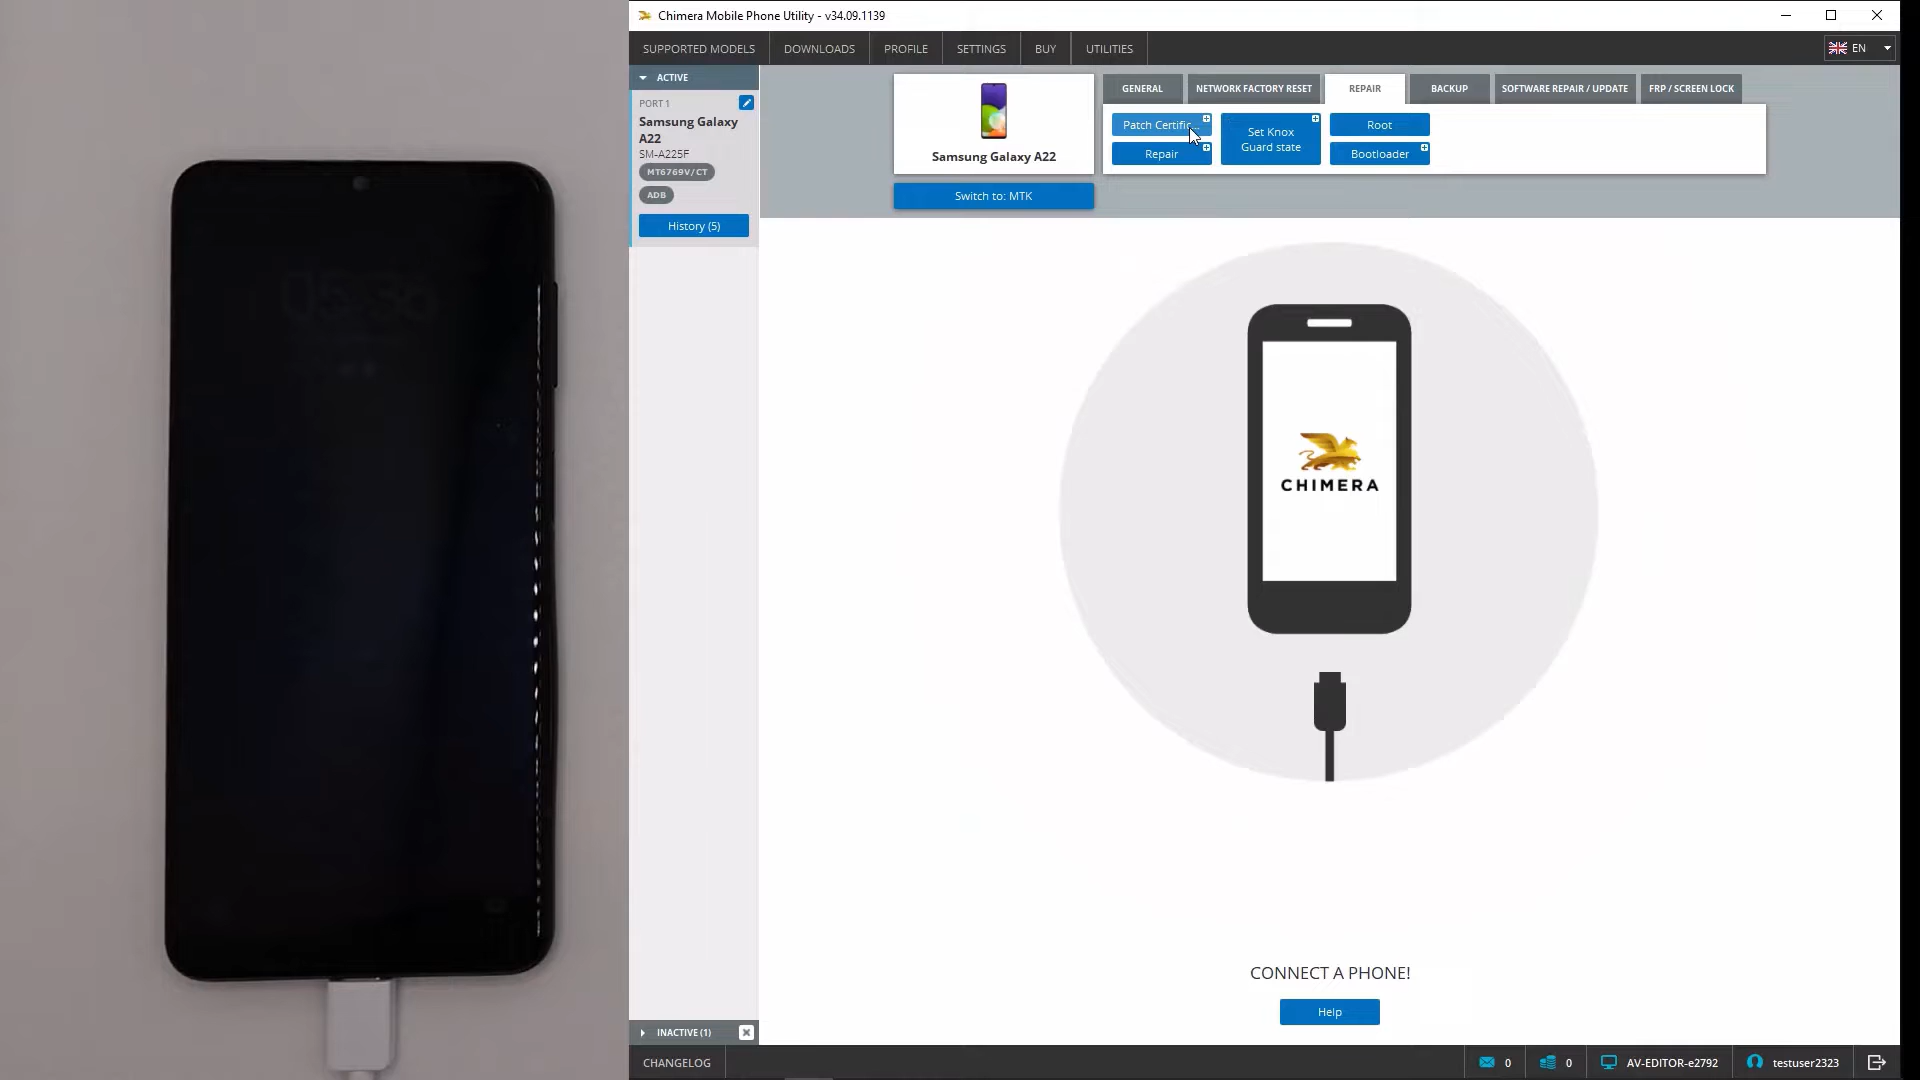 Chimera Mobile Phone Utility - v34.09.1139
SUPPORTED MODELS
DOWNLOADS
PROFILE
SETTINGS
BUY
UTILITIES
EN
ACTIVE
PORT 1
Samsung Galaxy
A22
SM-A225F
MT6769V/CT
ADB
History (5)
Samsung Galaxy A22
Switch to: MTK
GENERAL
NETWORK FACTORY RESET
REPAIR
BACKUP
SOFTWARE REPAIR / UPDATE
FRP / SCREEN LOCK
Patch Certific...
Repair
Set Knox
Guard state
Root
Bootloader
CHIMERA
CONNECT A PHONE!
Help
INACTIVE (1)
CHANGELOG
0
0
AV-EDITOR-e2792
testuser2323